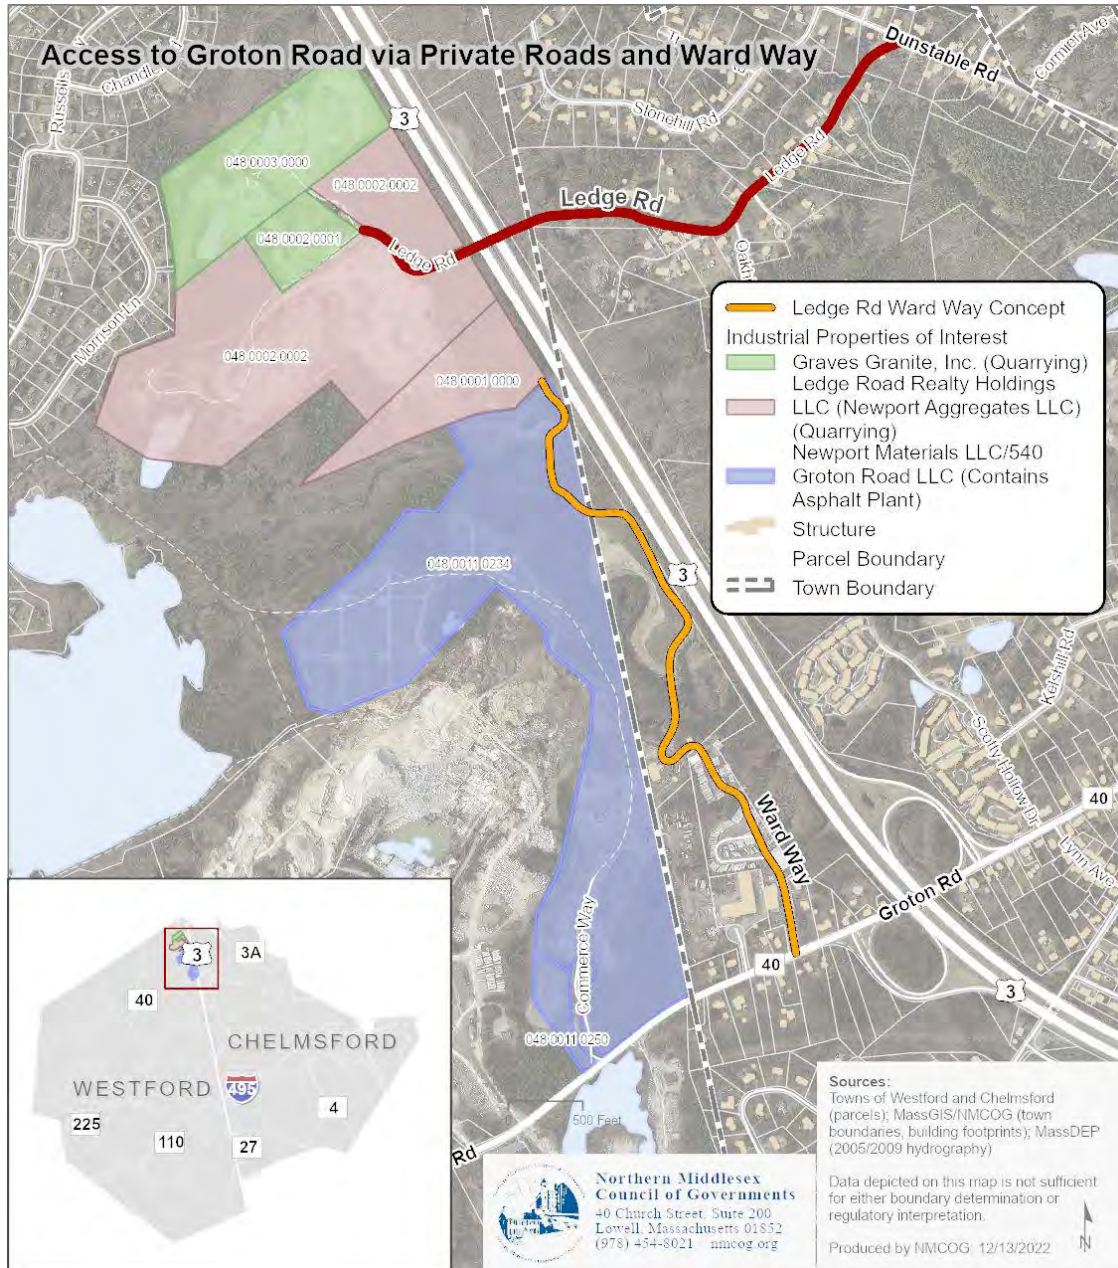 Access to Groton Road via Private Roads and Ward Way
Russells
Chandler
Morrison Ln
Stonehill Rd
Dunstable Rd
Cormier Ave
Ledge Rd
Ledge Rd
Ledge Rd
3
048 0003 0000
048 0002 0002
048 0002 0001
048 0002 0002
048 0001 0000
Ledge Rd Ward Way Concept
Industrial Properties of Interest
Graves Granite, Inc. (Quarrying)
Ledge Road Realty Holdings
LLC (Newport Aggregates LLC)
(Quarrying)
Newport Materials LLC/540
Groton Road LLC (Contains
Asphalt Plant)
Structure
Parcel Boundary
Town Boundary
048 0011 0234
3
Kelshill Rd
Scotty Hollow Dr
Lynn Ave
40
Ward Way
Groton Rd
40
3
Commerce Way
048 0011 0250
500 Feet
Rd
3
3A
40
CHELMSFORD
WESTFORD
495
4
225
110
27
Northern Middlesex
Council of Governments
40 Church Street, Suite 200
Lowell, Massachusetts 01852
(978) 454-8021 nmcog.org
Sources:
Towns of Westford and Chelmsford
(parcels); MassGIS/NMCOG (town
boundaries, building footprints); MassDEP
(2005/2009 hydrography)
Data depicted on this map is not sufficient
for either boundary determination or
regulatory interpretation.
Produced by NMCOG: 12/13/2022
N